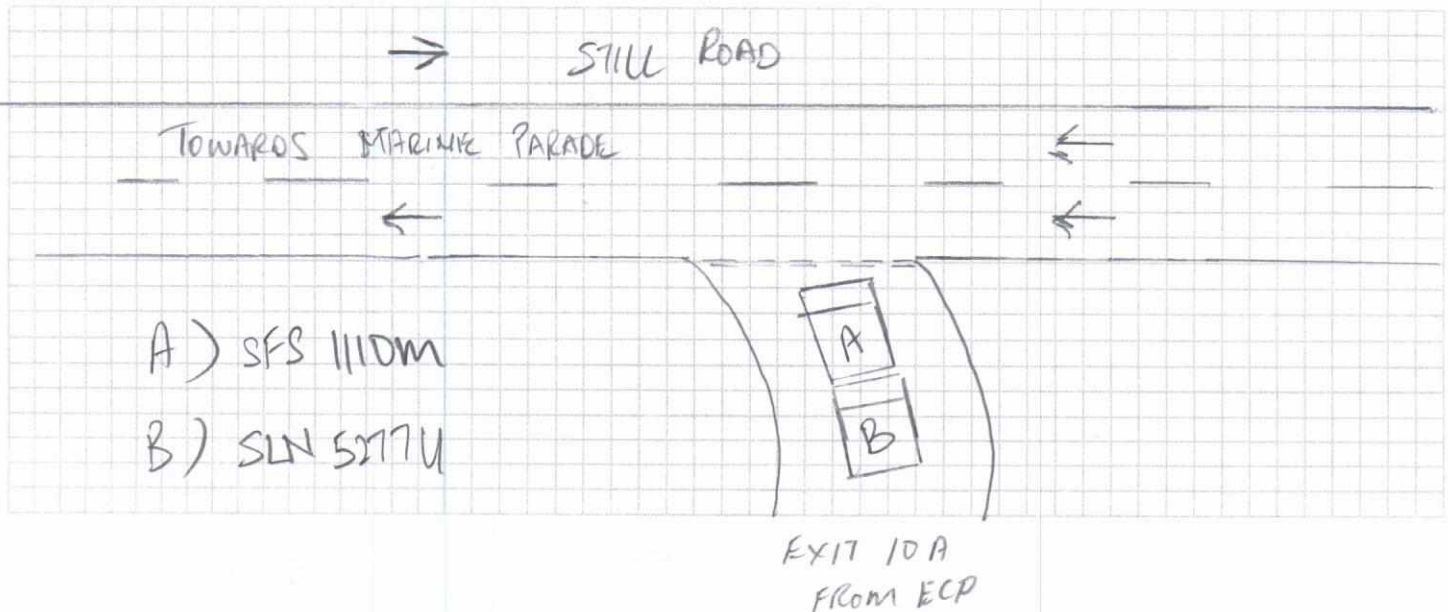 STILL ROAD
TOWARDS MARINE PARADE
A) SFS 1110M
B) SLN 5277U
A
B
EXIT 10A
FROM ECP